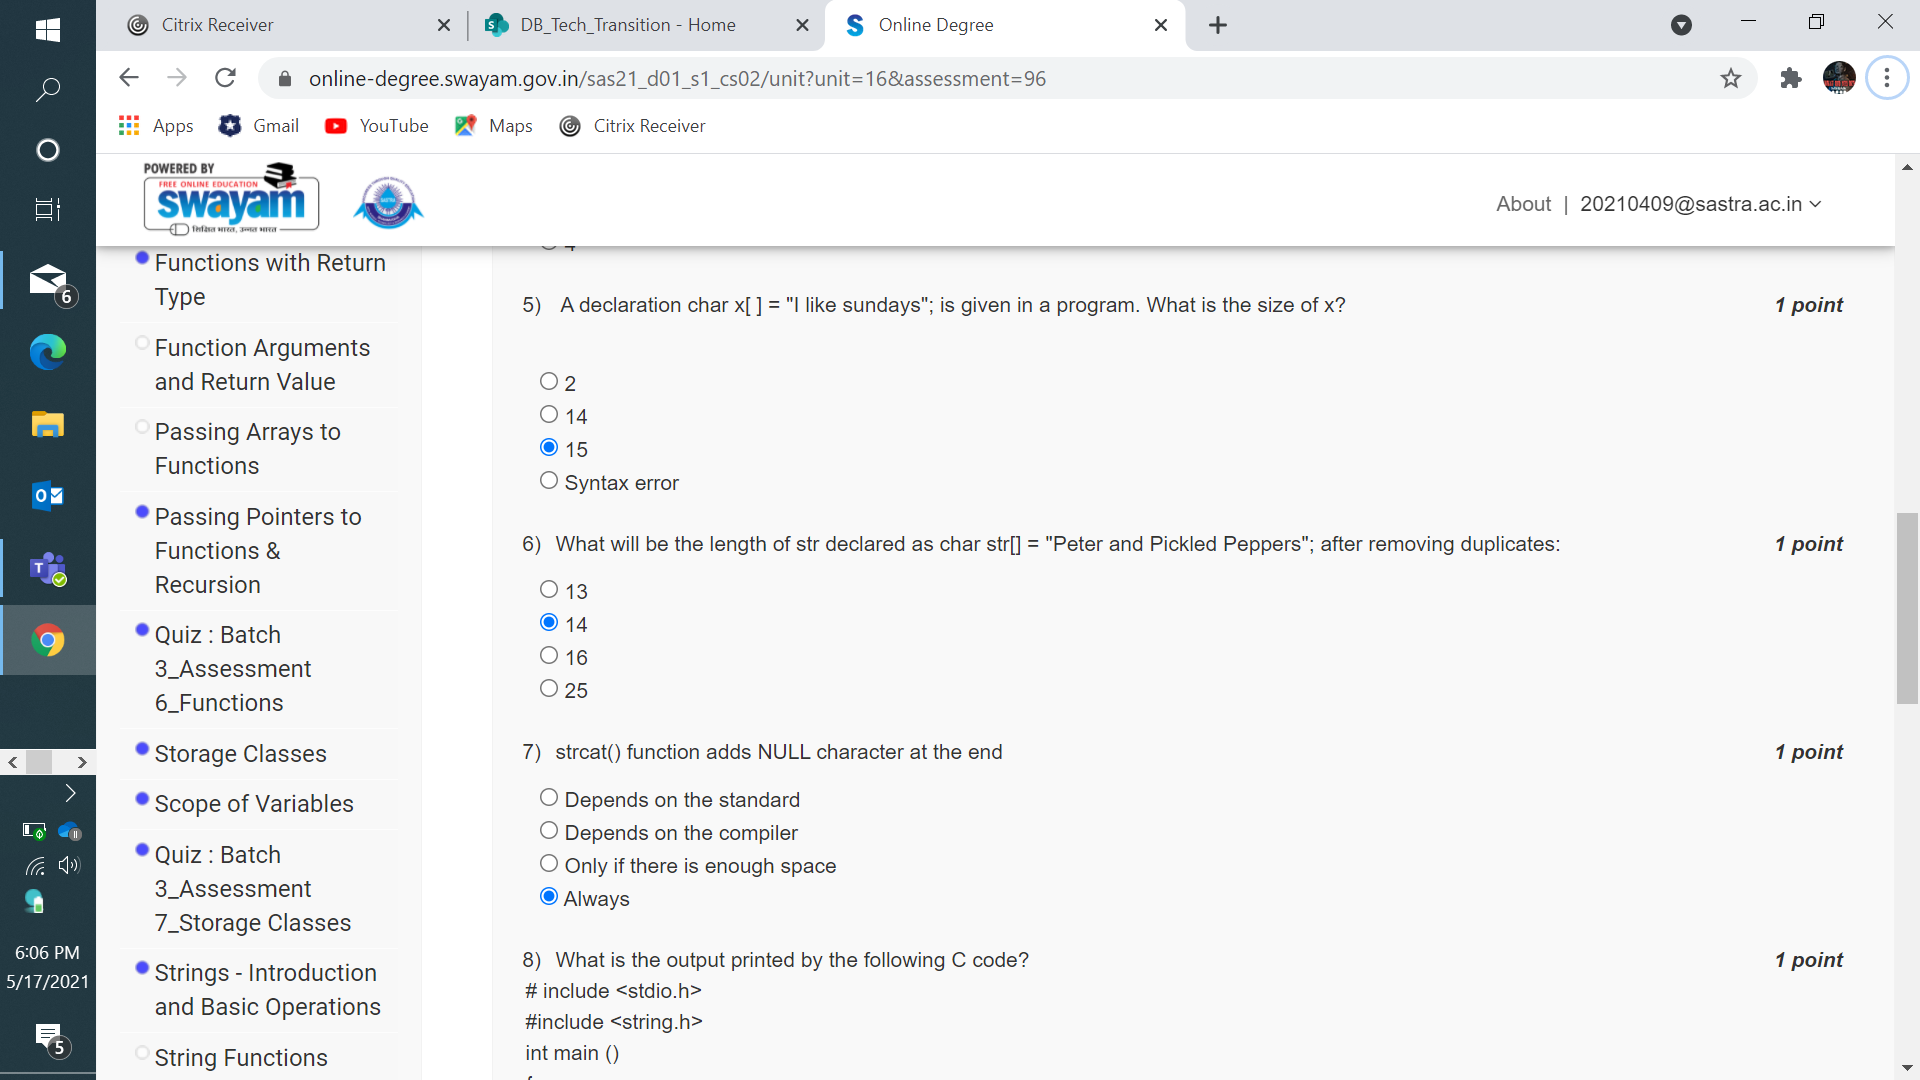 Citrix Receiver
DB_Tech_Transition - Home
Online Degree
online-degree.swayam.gov.in/sas21_d01_s1_cs02/unit?unit=16&assessment=96
Apps
Gmail
YouTube
Maps
Citrix Receiver
POWERED BY
FREE ONLINE EDUCATION
swayam
शिक्षित भारत, उन्नत भारत
About | 20210409@sastra.ac.in
Functions with Return
Type
Function Arguments
and Return Value
Passing Arrays to
Functions
Passing Pointers to
Functions &
Recursion
Quiz : Batch
3_Assessment
6_Functions
Storage Classes
Scope of Variables
Quiz : Batch
3_Assessment
7_Storage Classes
Strings - Introduction
and Basic Operations
String Functions
4
5) A declaration char x[ ] = "I like sundays"; is given in a program. What is the size of x?
1 point
2
14
15
Syntax error
6) What will be the length of str declared as char str[] = "Peter and Pickled Peppers"; after removing duplicates:
1 point
13
14
16
25
7) strcat() function adds NULL character at the end
1 point
Depends on the standard
Depends on the compiler
Only if there is enough space
Always
8) What is the output printed by the following C code?
1 point
# include <stdio.h>
#include <string.h>
int main ()
6
6:06 PM
5/17/2021
5